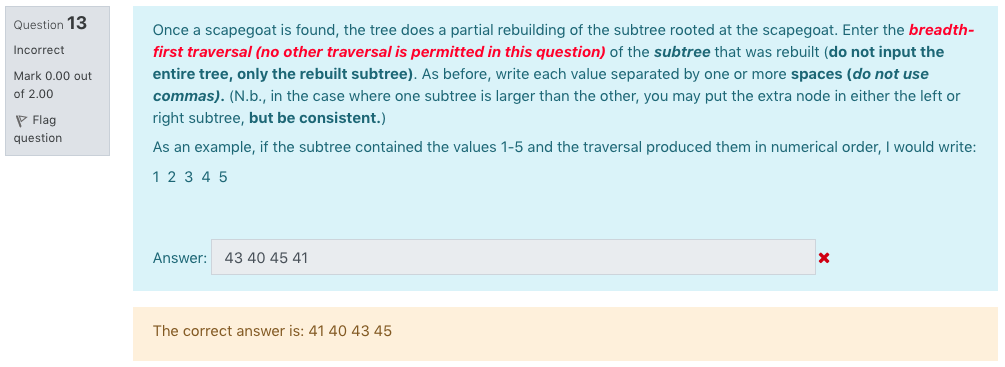 Question 13
Incorrect
Mark 0.00 out
of 2.00
Flag
question
Once a scapegoat is found, the tree does a partial rebuilding of the subtree rooted at the scapegoat. Enter the breadth-
first traversal (no other traversal is permitted in this question) of the subtree that was rebuilt (do not input the
entire tree, only the rebuilt subtree). As before, write each value separated by one or more spaces (do not use
commas). (N.b., in the case where one subtree is larger than the other, you may put the extra node in either the left or
right subtree, but be consistent.)
As an example, if the subtree contained the values 1-5 and the traversal produced them in numerical order, I would write:
1 2 3 4 5
Answer: 43 40 45 41
The correct answer is: 41 40 43 45